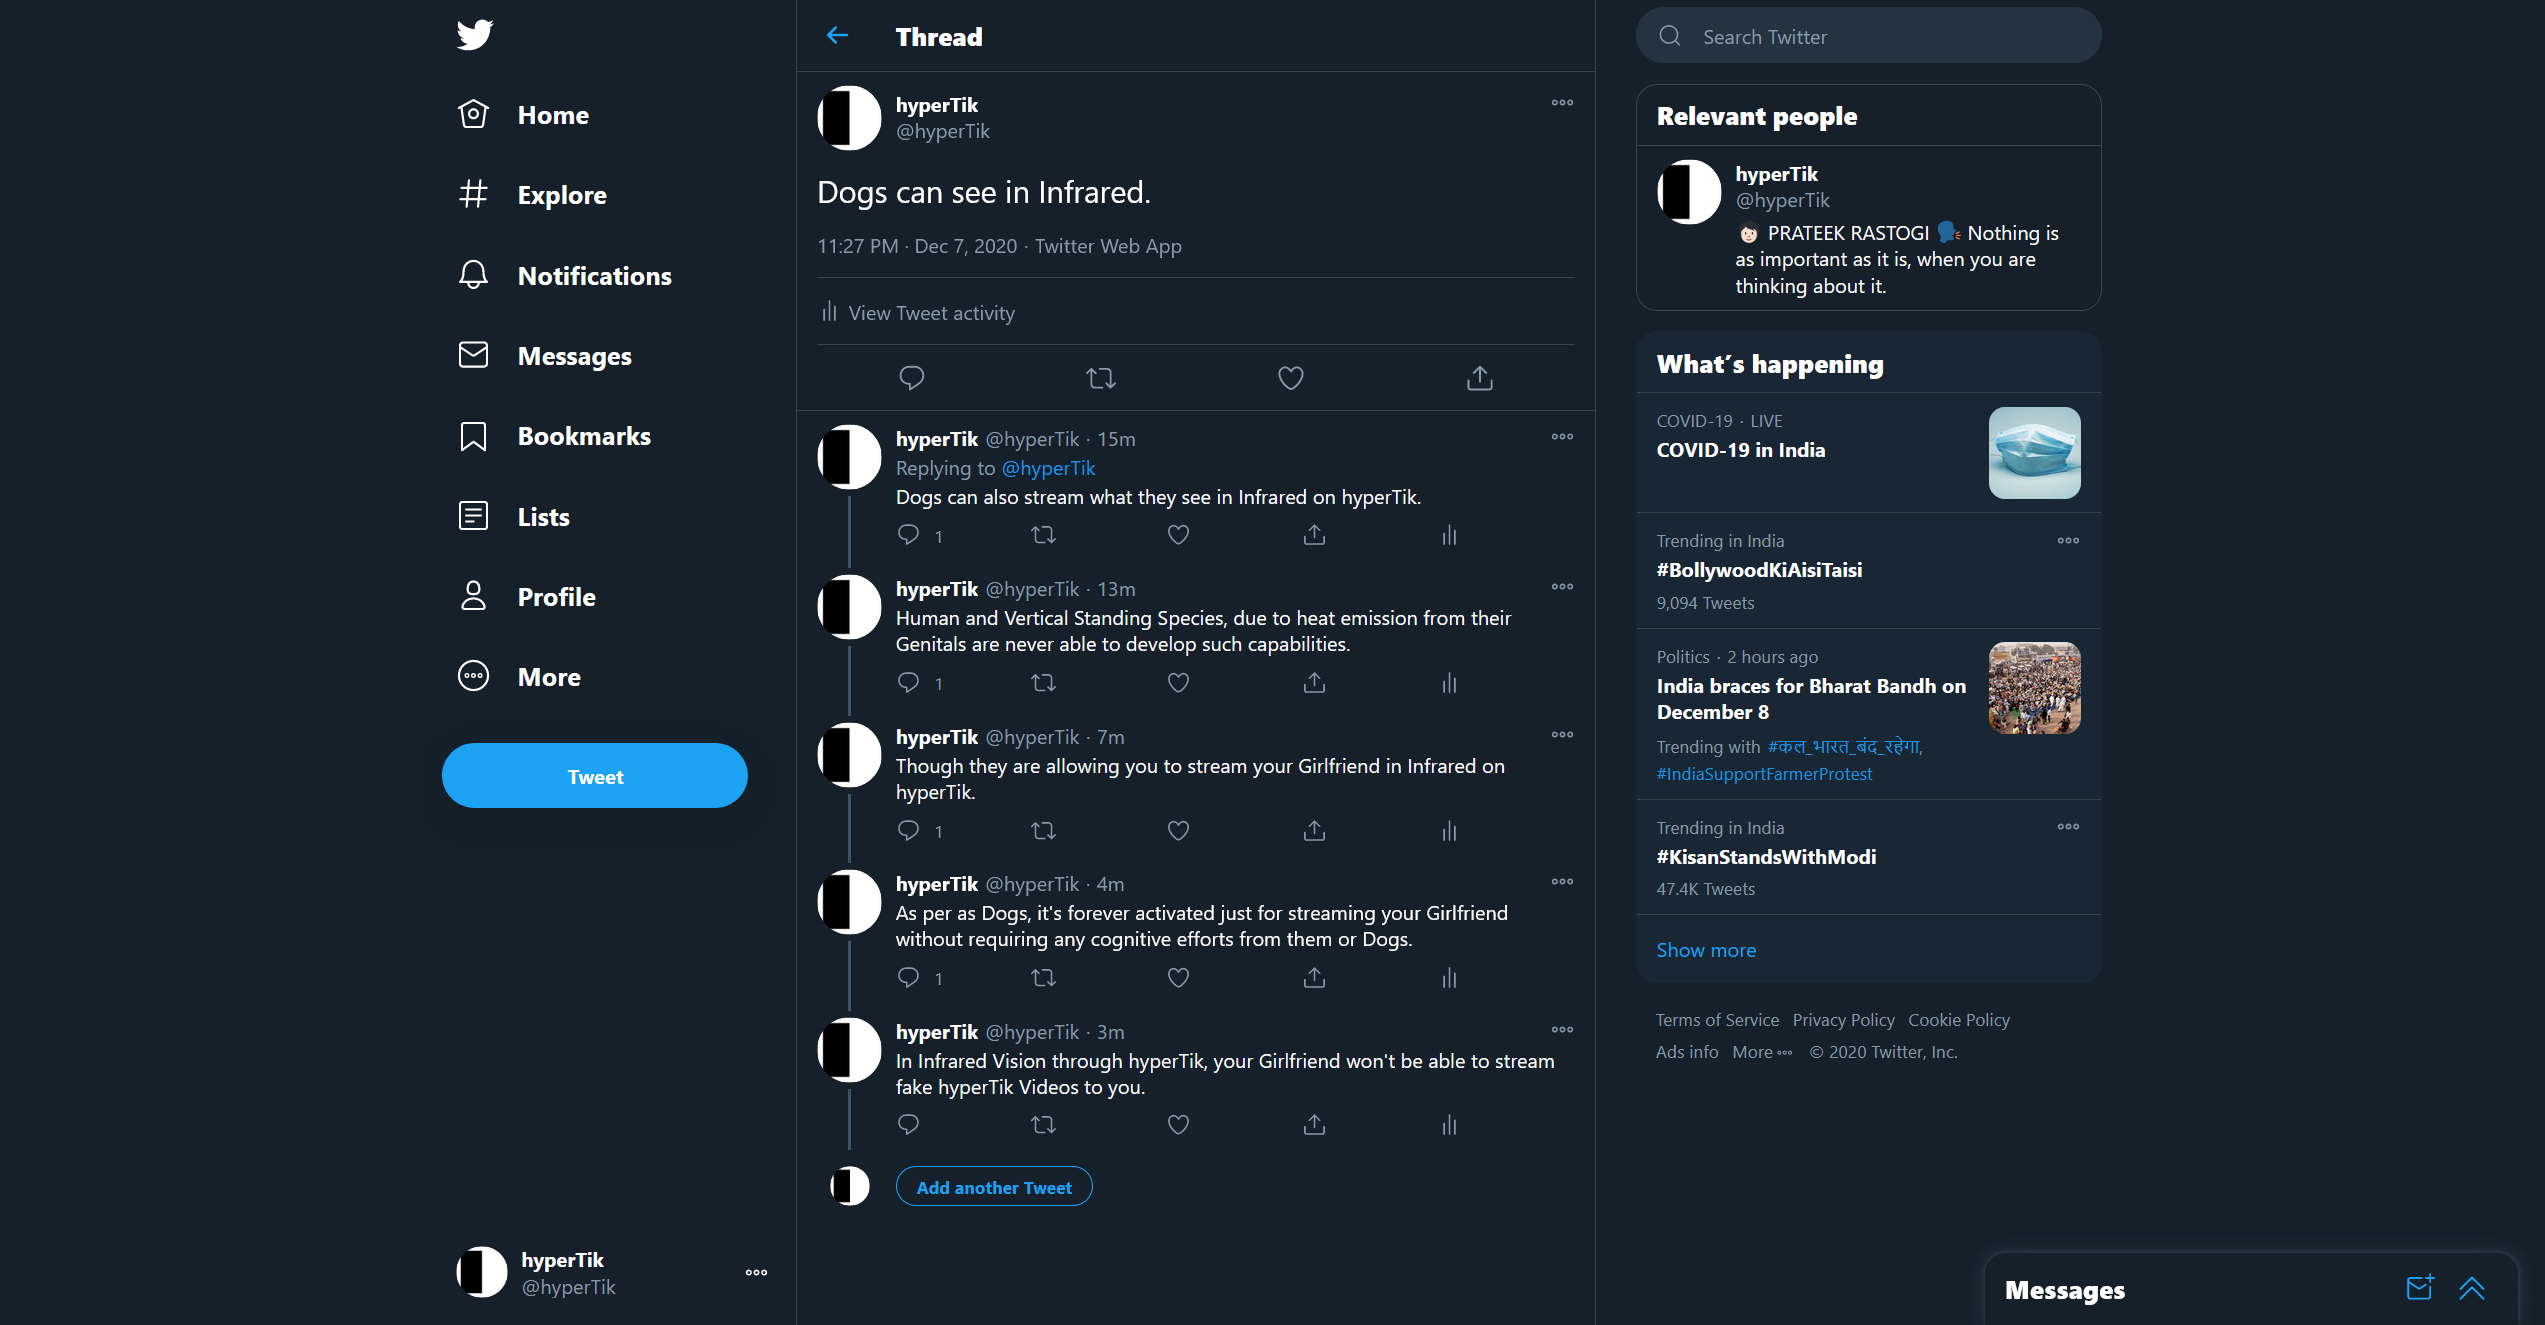 Home
Explore
Notifications
Messages
Bookmarks
Lists
Profile
More
Tweet
hyperTik
@hyperTik
Thread
hyperTik
@hyperTik
Dogs can see in Infrared.
11:27 PM · Dec 7, 2020 · Twitter Web App
View Tweet activity
hyperTik @hyperTik · 15m
Replying to @hyperTik
Dogs can also stream what they see in Infrared on hyperTik.
1
hyperTik @hyperTik · 13m
Human and Vertical Standing Species, due to heat emission from their
Genitals are never able to develop such capabilities.
1
hyperTik @hyperTik · 7m
Though they are allowing you to stream your Girlfriend in Infrared on
hyperTik.
1
hyperTik @hyperTik · 4m
As per as Dogs, it's forever activated just for streaming your Girlfriend
without requiring any cognitive efforts from them or Dogs.
1
hyperTik @hyperTik · 3m
In Infrared Vision through hyperTik, your Girlfriend won't be able to stream
fake hyperTik Videos to you.
Add another Tweet
Search Twitter
Relevant people
hyperTik
@hyperTik
PRATEEK RASTOGI Nothing is
as important as it is, when you are
thinking about it.
What's happening
COVID-19 · LIVE
COVID-19 in India
Trending in India
#BollywoodKiAisiTaisi
9,094 Tweets
Politics · 2 hours ago
India braces for Bharat Bandh on
December 8
Trending with #कल_भारत_बंद_रहेगा,
#IndiaSupportFarmerProtest
Trending in India
#KisanStandsWithModi
47.4K Tweets
Show more
Terms of Service Privacy Policy Cookie Policy
Ads info More © 2020 Twitter, Inc.
Messages